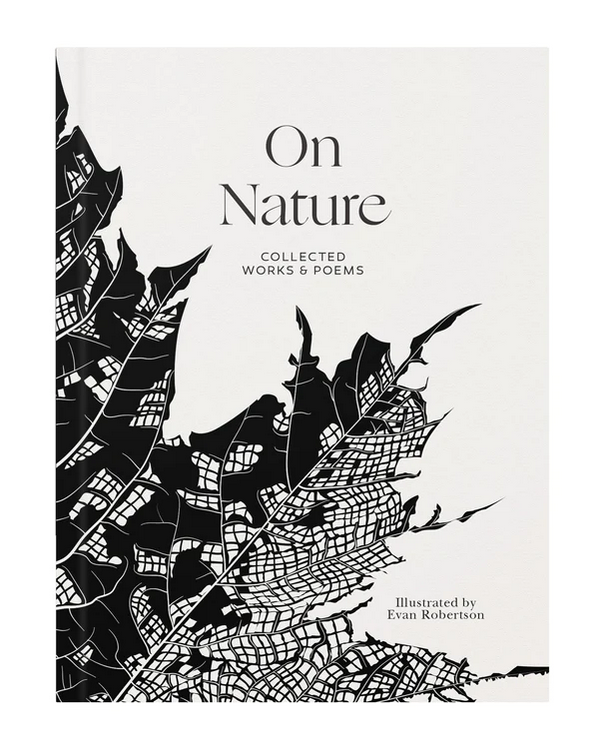 On
Nature
COLLECTED
WORKS & POEMS
Illustrated by
Evan Robertson